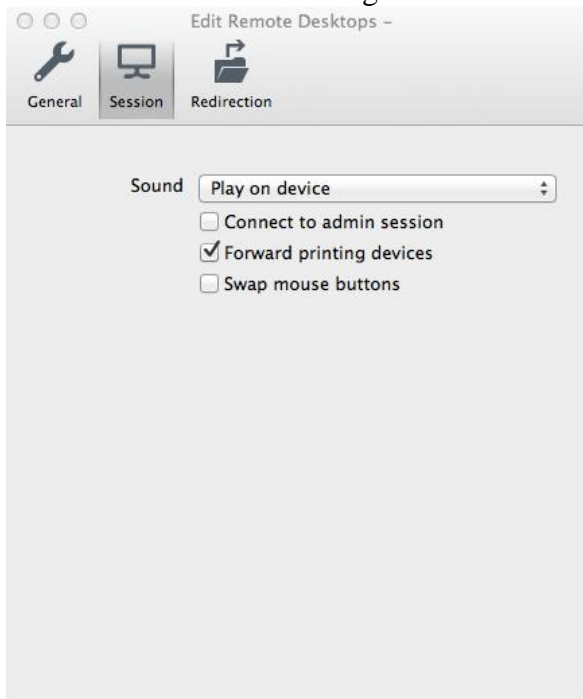 Edit Remote Desktops –
General Session Redirection
Sound Play on device
Connect to admin session
Forward printing devices
Swap mouse buttons